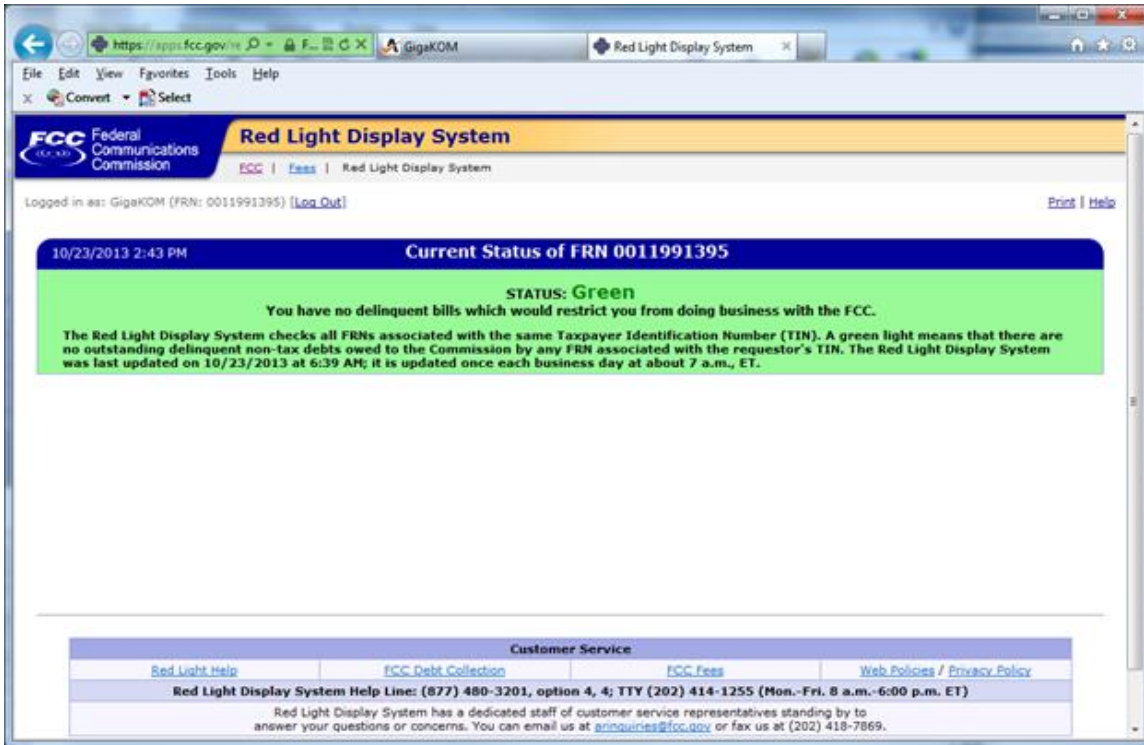 https://apps.fcc.gov/re
GigaKOM
Red Light Display System
File Edit View Favorites Tools Help
x Convert Select
FCC Federal Communications Commission
Red Light Display System
FCC | Fees | Red Light Display System
Logged in as: GigaKOM (FRN: 0011991395) [Log Out]
Print | Help
10/23/2013 2:43 PM
Current Status of FRN 0011991395
STATUS: Green
You have no delinquent bills which would restrict you from doing business with the FCC.
The Red Light Display System checks all FRNs associated with the same Taxpayer Identification Number (TIN). A green light means that there are
no outstanding delinquent non-tax debts owed to the Commission by any FRN associated with the requestor's TIN. The Red Light Display System
was last updated on 10/23/2013 at 6:39 AM; it is updated once each business day at about 7 a.m., ET.
Customer Service
Red Light Help
FCC Debt Collection
FCC Fees
Web Policies / Privacy Policy
Red Light Display System Help Line: (877) 480-3201, option 4, 4; TTY (202) 414-1255 (Mon.-Fri. 8 a.m.-6:00 p.m. ET)
Red Light Display System has a dedicated staff of customer service representatives standing by to
answer your questions or concerns. You can email us at arinquiries@fcc.gov or fax us at (202) 418-7869.